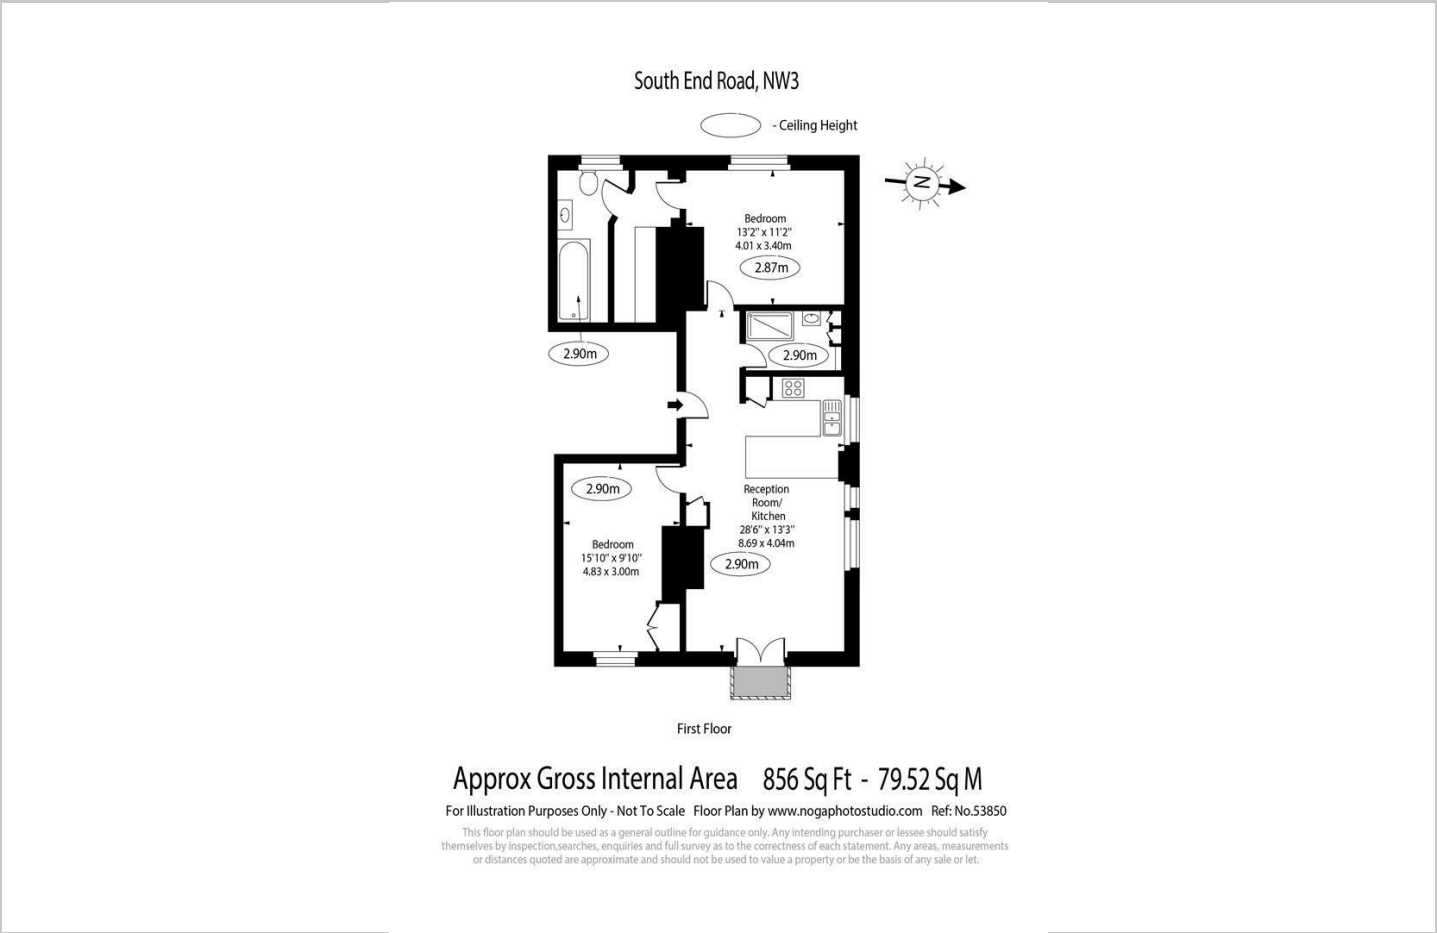 South End Road, NW3
- Ceiling Height
N
Bedroom
13'2" x 11'2"
4.01 x 3.40m
2.87m
2.90m
2.90m
2.90m
Bedroom
15'10" x 9'10"
4.83 x 3.00m
Reception
Room/
Kitchen
28'6" x 13'3"
8.69 x 4.04m
2.90m
First Floor
Approx Gross Internal Area 856 Sq Ft - 79.52 Sq M
For Illustration Purposes Only - Not To Scale Floor Plan by www.nogaphotostudio.com Ref: No.53850
This floor plan should be used as a general outline for guidance only. Any intending purchaser or lessee should satisfy
themselves by inspection,searches, enquiries and full survey as to the correctness of each statement. Any areas, measurements
or distances quoted are approximate and should not be used to value a property or be the basis of any sale or let.